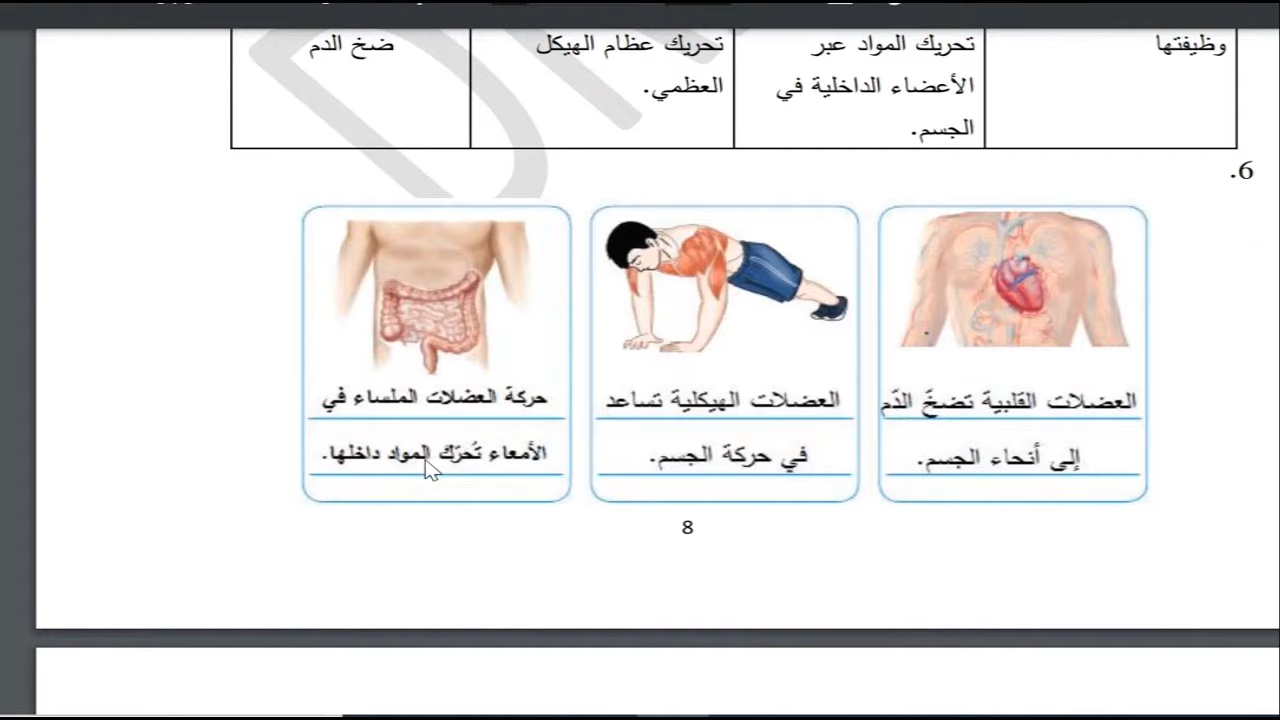 وظيفتها
تحريك المواد عبر
الأعضاء الداخلية في
الجسم.
تحريك عظام الهيكل
العظمي.
ضخ الدم
6.
العضلات القلبية تضخّ الدّم
إلى أنحاء الجسم.
العضلات الهيكلية تساعد
في حركة الجسم.
حركة العضلات الملساء في
الأمعاء تُحرّك المواد داخلها.
8